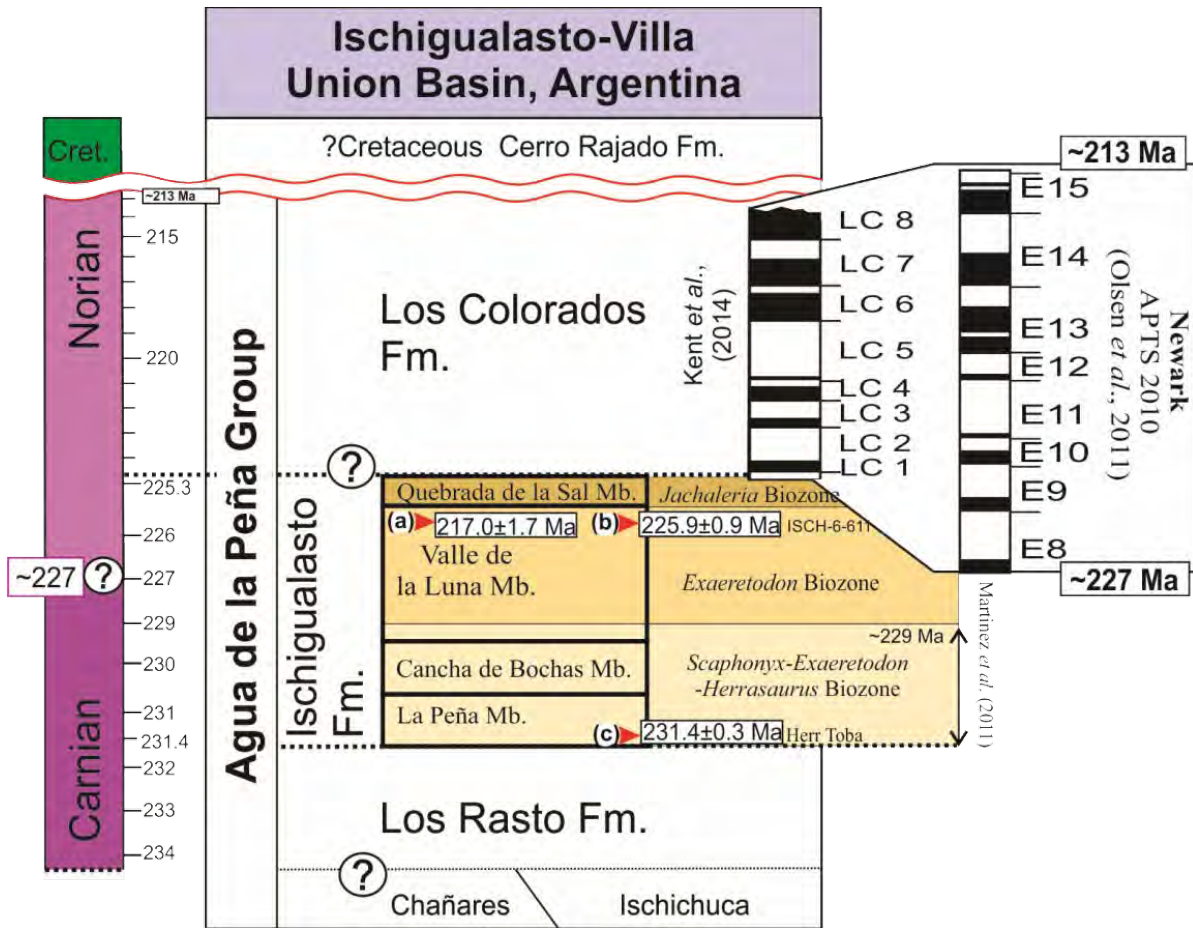 Ischigualasto-Villa
Union Basin, Argentina
Cret.
?Cretaceous Cerro Rajado Fm.
~213 Ma
Norian
215
220
225.3
226
~227
?
227
Carnian
229
230
231
231.4
232
233
234
Agua de la Peña Group
Los Colorados
Fm.
?
Ischigualasto
Fm.
Quebrada de la Sal Mb.
Jachaleria Biozone
(a)
217.0±1.7 Ma
(b)
225.9±0.9 Ma
ISCH-6-611
Valle de
la Luna Mb.
Exaeretodon Biozone
~229 Ma
Cancha de Bochas Mb.
Scaphonyx-Exaeretodon
-Herrasaurus Biozone
La Peña Mb.
(c)
231.4±0.3 Ma
Herr Toba
Martinez et al. (2011)
Los Rasto Fm.
?
Chañares
Ischichuca
Kent et al.,
(2014)
LC 8
LC 7
LC 6
LC 5
LC 4
LC 3
LC 2
LC 1
~213 Ma
E15
E14
E13
E12
E11
E10
E9
E8
~227 Ma
Newark
APTS 2010
(Olsen et al., 2011)